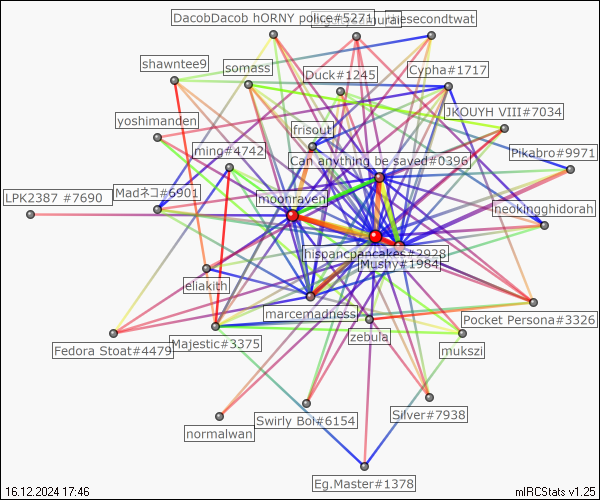 DacobDacob hORNY police#5271
iesecondtwat
shawntee9
somass
Duck#1245
Cypha#1717
JKOUYH VIII#7034
yoshimanden
frisout
ming#4742
Can anything be saved#0396
Pikabro#9971
LPK2387 #7690
Madネコ#6901
moonraven
neokingghidorah
hispancpancakes#2928
Mushy#1984
eliakith
marcemadness
Pocket Persona#3326
zebula
Fedora Stoat#4479
Majestic#3375
mukszi
Swirly Boi#6154
Silver#7938
normalwan
Eg.Master#1378
16.12.2024 17:46
mIRCStats v1.25